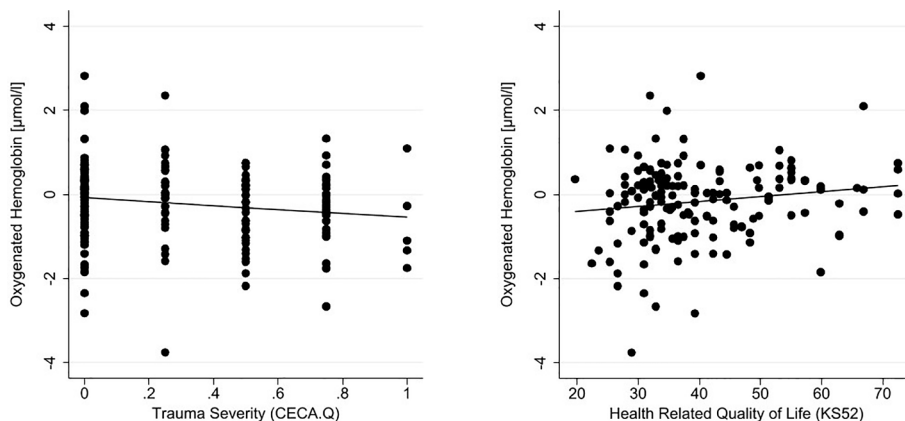 Oxygenated Hemoglobin [µmol/l]
4
2
0
-2
-4
0 .2 .4 .6 .8 1
Trauma Severity (CECA.Q)
Oxygenated Hemoglobin [µmol/l]
4
2
0
-2
-4
20 30 40 50 60 70
Health Related Quality of Life (KS52)